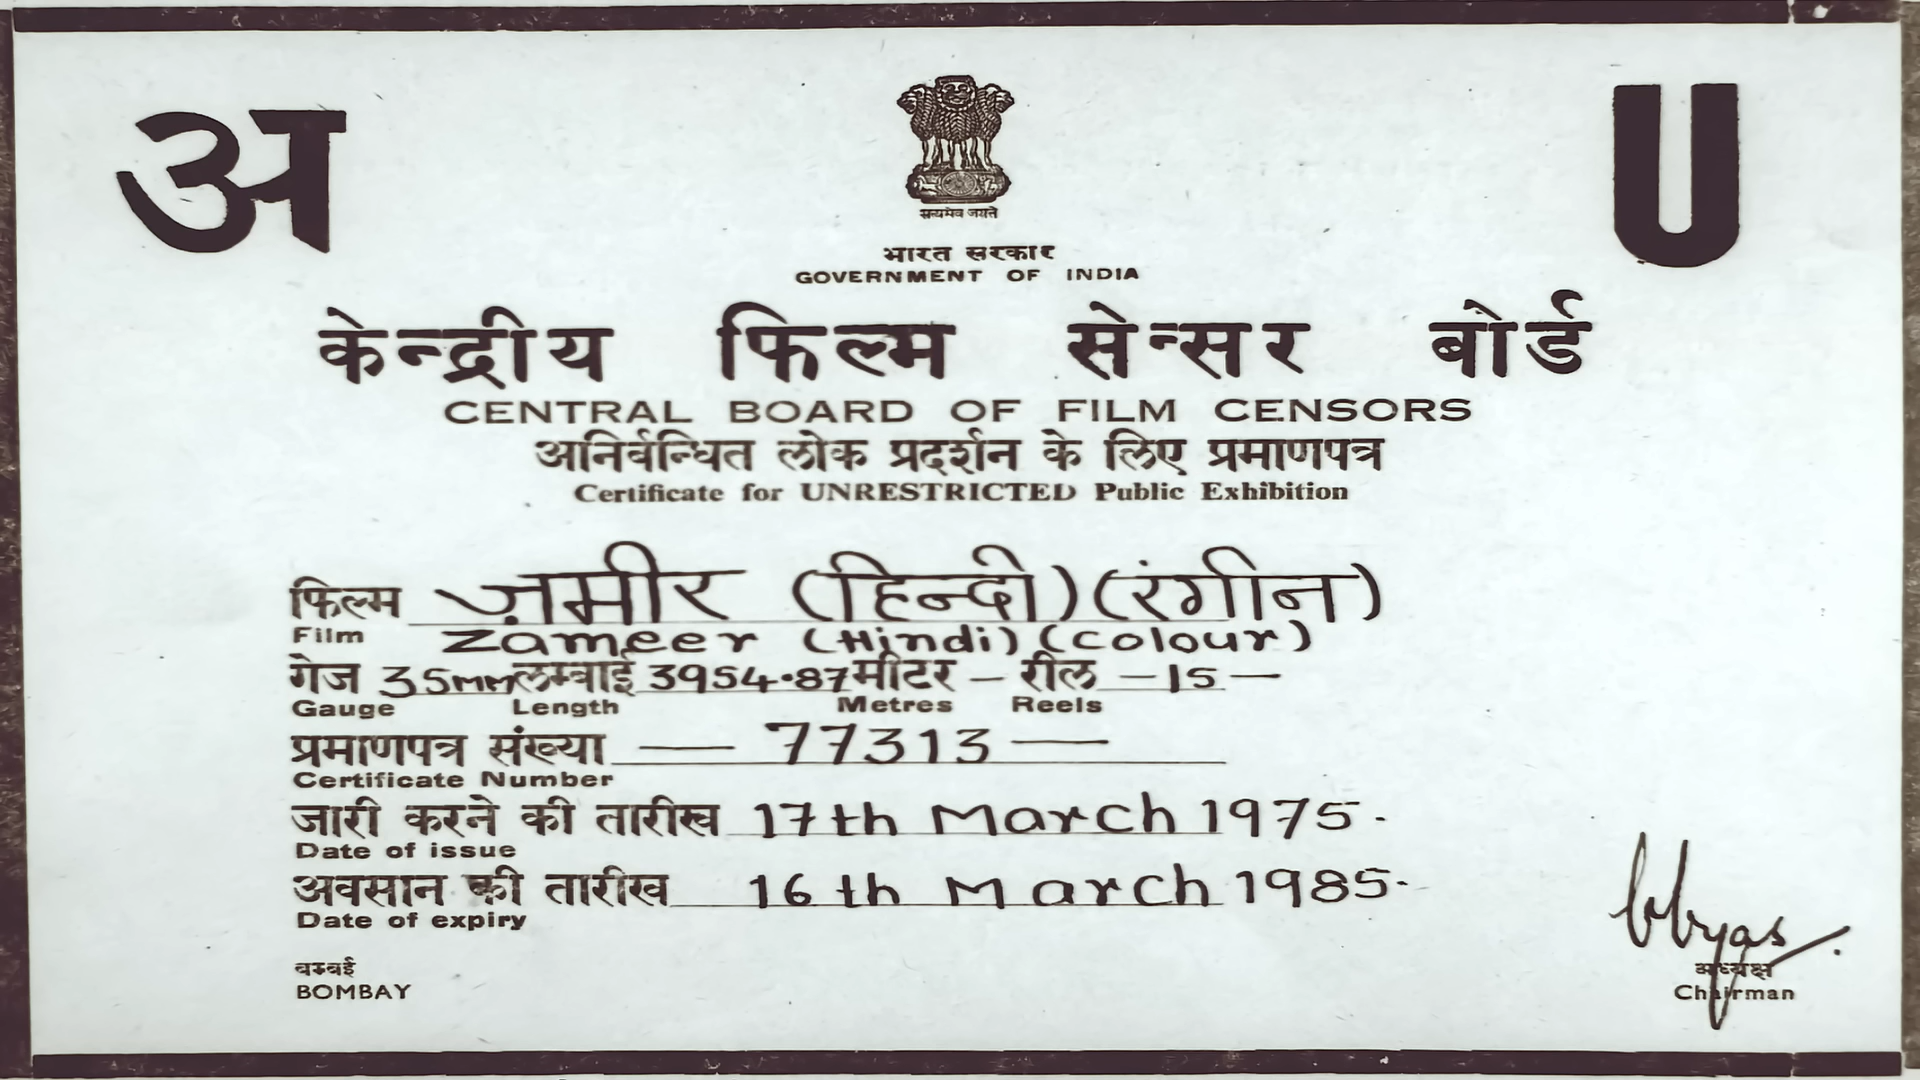 अ U
सत्यमेव जयते
भारत सरकार
GOVERNMENT OF INDIA
केन्द्रीय फिल्म सेन्सर बोर्ड
CENTRAL BOARD OF FILM CENSORS
अनिर्बन्धित लोक प्रदर्शन के लिए प्रमाणपत्र
Certificate for UNRESTRICTED Public Exhibition
फिल्म ज़मीर (हिन्दी) (रंगीन)
Film Zameer (Hindi) (Colour)
गेज 35mm लम्बाई 3954.87 मीटर - रील -15-
Gauge Length Metres Reels
प्रमाणपत्र संख्या — 77313 —
Certificate Number
जारी करने की तारीख 17th March 1975.
Date of issue
अवसान की तारीख 16th March 1985.
Date of expiry
बम्बई
BOMBAY
अध्यक्ष
Chairman